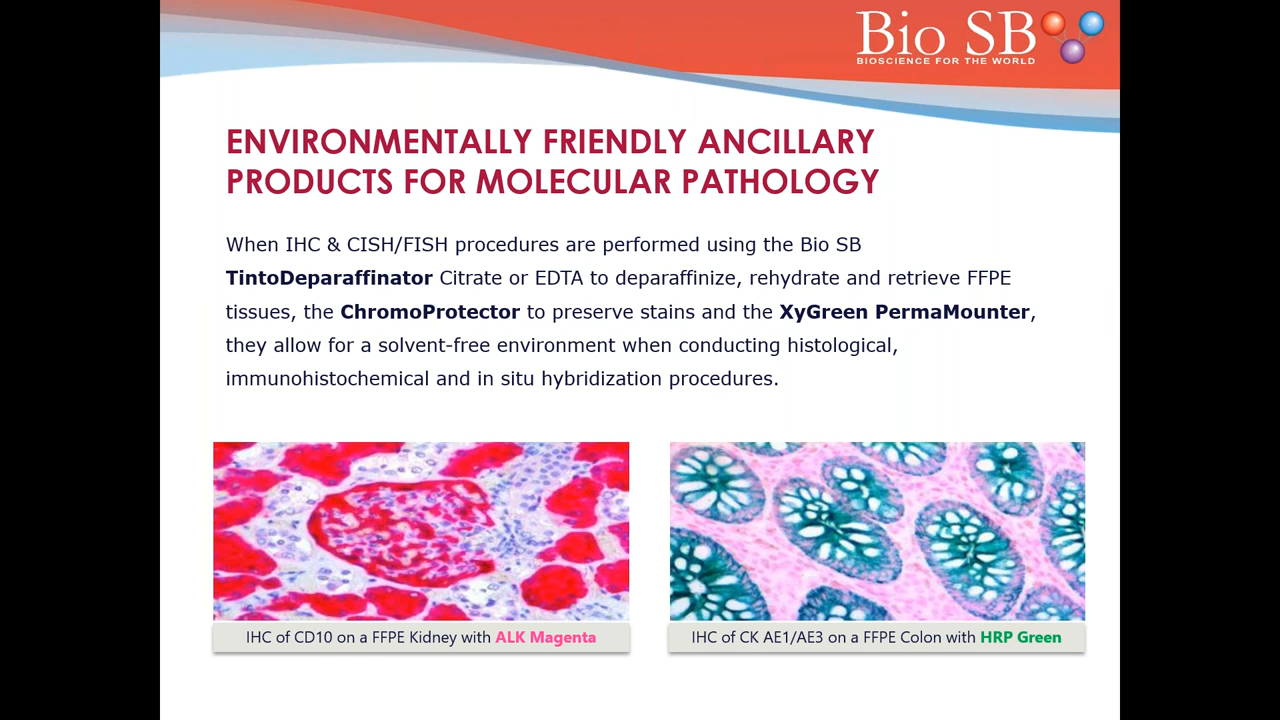 Bio SB
BIOSCIENCE FOR THE WORLD
ENVIRONMENTALLY FRIENDLY ANCILLARY
PRODUCTS FOR MOLECULAR PATHOLOGY
When IHC & CISH/FISH procedures are performed using the Bio SB
TintoDeparaffinator Citrate or EDTA to deparaffinize, rehydrate and retrieve FFPE
tissues, the ChromoProtector to preserve stains and the XyGreen PermaMounter,
they allow for a solvent-free environment when conducting histological,
immunohistochemical and in situ hybridization procedures.
IHC of CD10 on a FFPE Kidney with ALK Magenta
IHC of CK AE1/AE3 on a FFPE Colon with HRP Green